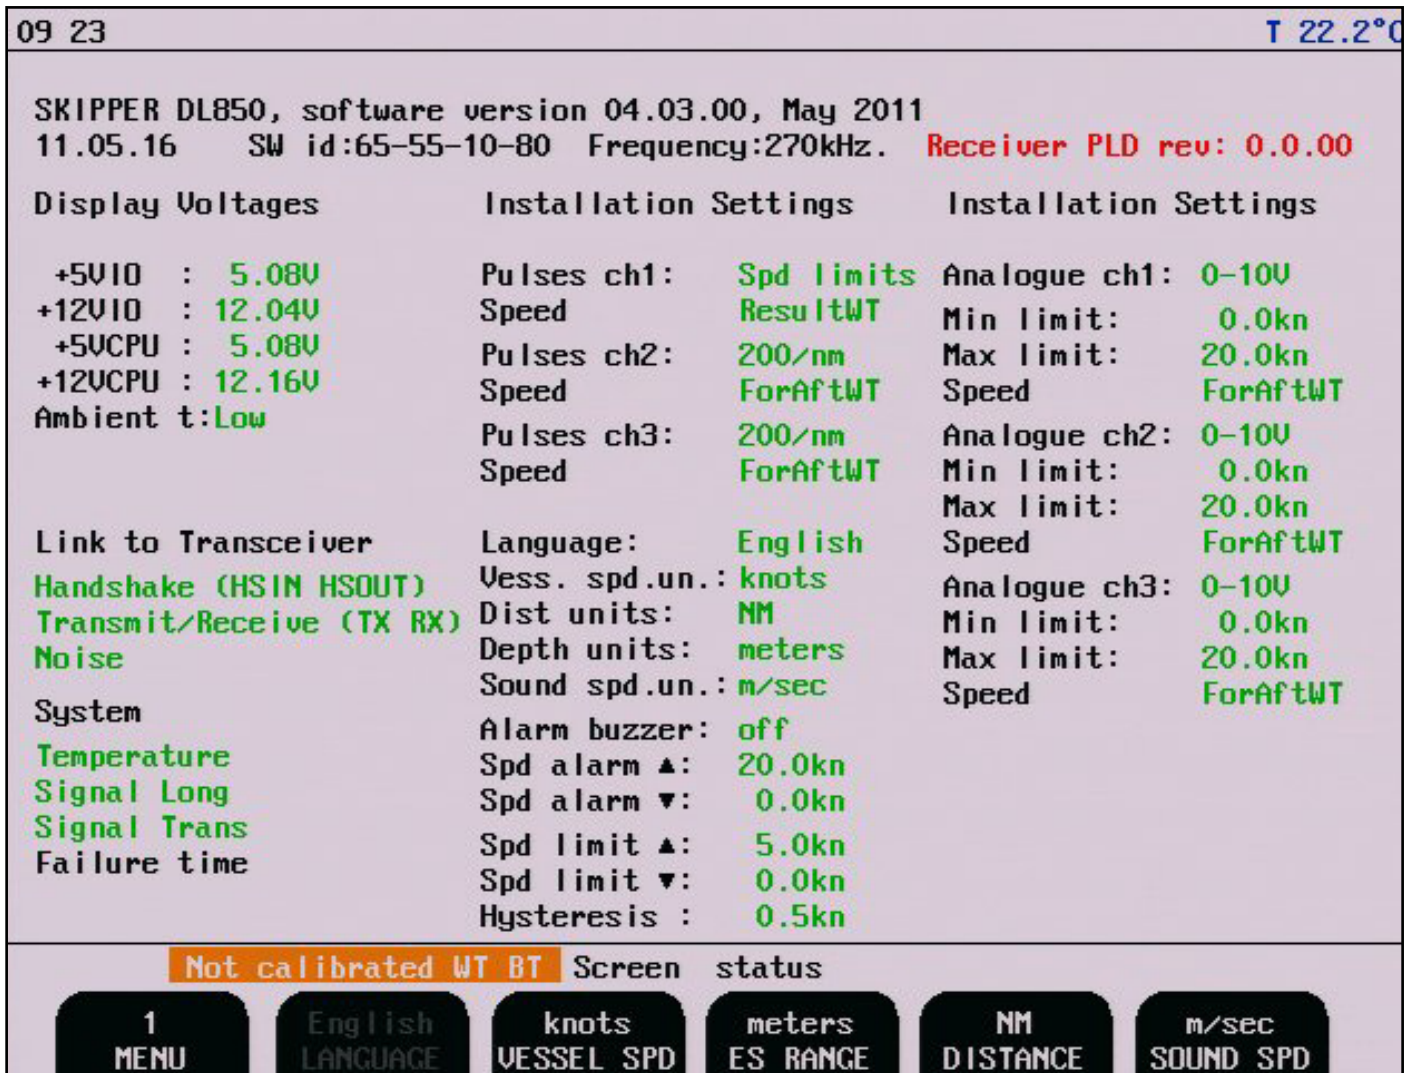 09 23
T 22.2°C
SKIPPER DL850, software version 04.03.00, May 2011
11.05.16 SW id:65-55-10-80 Frequency:270kHz. Receiver PLD rev: 0.0.00
Display Voltages
+5VIO : 5.08V
+12VIO : 12.04V
+5VCPU : 5.08V
+12VCPU : 12.16V
Ambient t:Low
Link to Transceiver
Handshake (HSIN HSOUT)
Transmit/Receive (TX RX)
Noise
System
Temperature
Signal Long
Signal Trans
Failure time
Installation Settings
Pulses ch1: Spd limits
Speed ResultWT
Pulses ch2: 200/nm
Speed ForAftWT
Pulses ch3: 200/nm
Speed ForAftWT
Language: English
Vess. spd.un.: knots
Dist units: NM
Depth units: meters
Sound spd.un.: m/sec
Alarm buzzer: off
Spd alarm ▲: 20.0kn
Spd alarm ▼: 0.0kn
Spd limit ▲: 5.0kn
Spd limit ▼: 0.0kn
Hysteresis : 0.5kn
Installation Settings
Analogue ch1: 0-10V
Min limit: 0.0kn
Max limit: 20.0kn
Speed ForAftWT
Analogue ch2: 0-10V
Min limit: 0.0kn
Max limit: 20.0kn
Speed ForAftWT
Analogue ch3: 0-10V
Min limit: 0.0kn
Max limit: 20.0kn
Speed ForAftWT
Not calibrated WT BT Screen status
1
MENU
English
LANGUAGE
knots
VESSEL SPD
meters
ES RANGE
NM
DISTANCE
m/sec
SOUND SPD